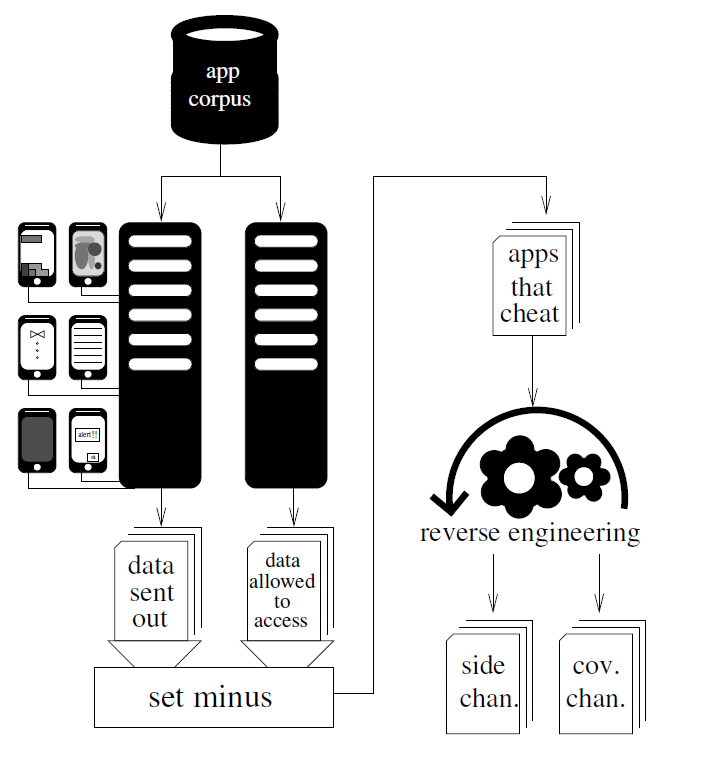 app
corpus
alert!!
ok
data
sent
out
data
allowed
to
access
set minus
apps
that
cheat
reverse engineering
side
chan.
cov.
chan.